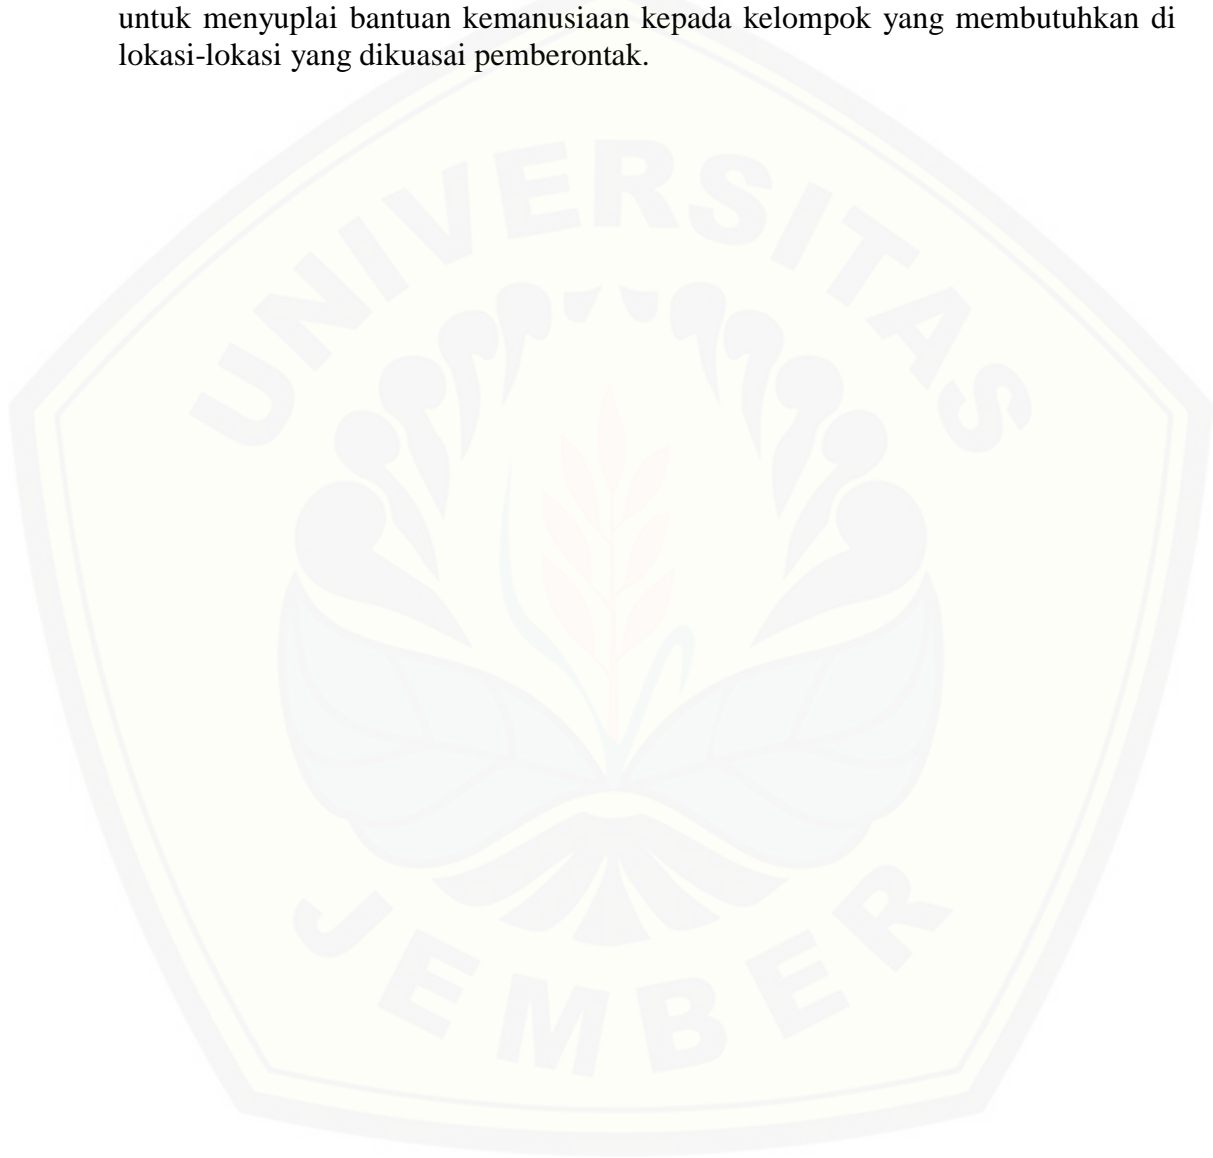 untuk menyuplai bantuan kemanusiaan kepada kelompok yang membutuhkan di
lokasi-lokasi yang dikuasai pemberontak.
UNIVERSITAS
JEMBER